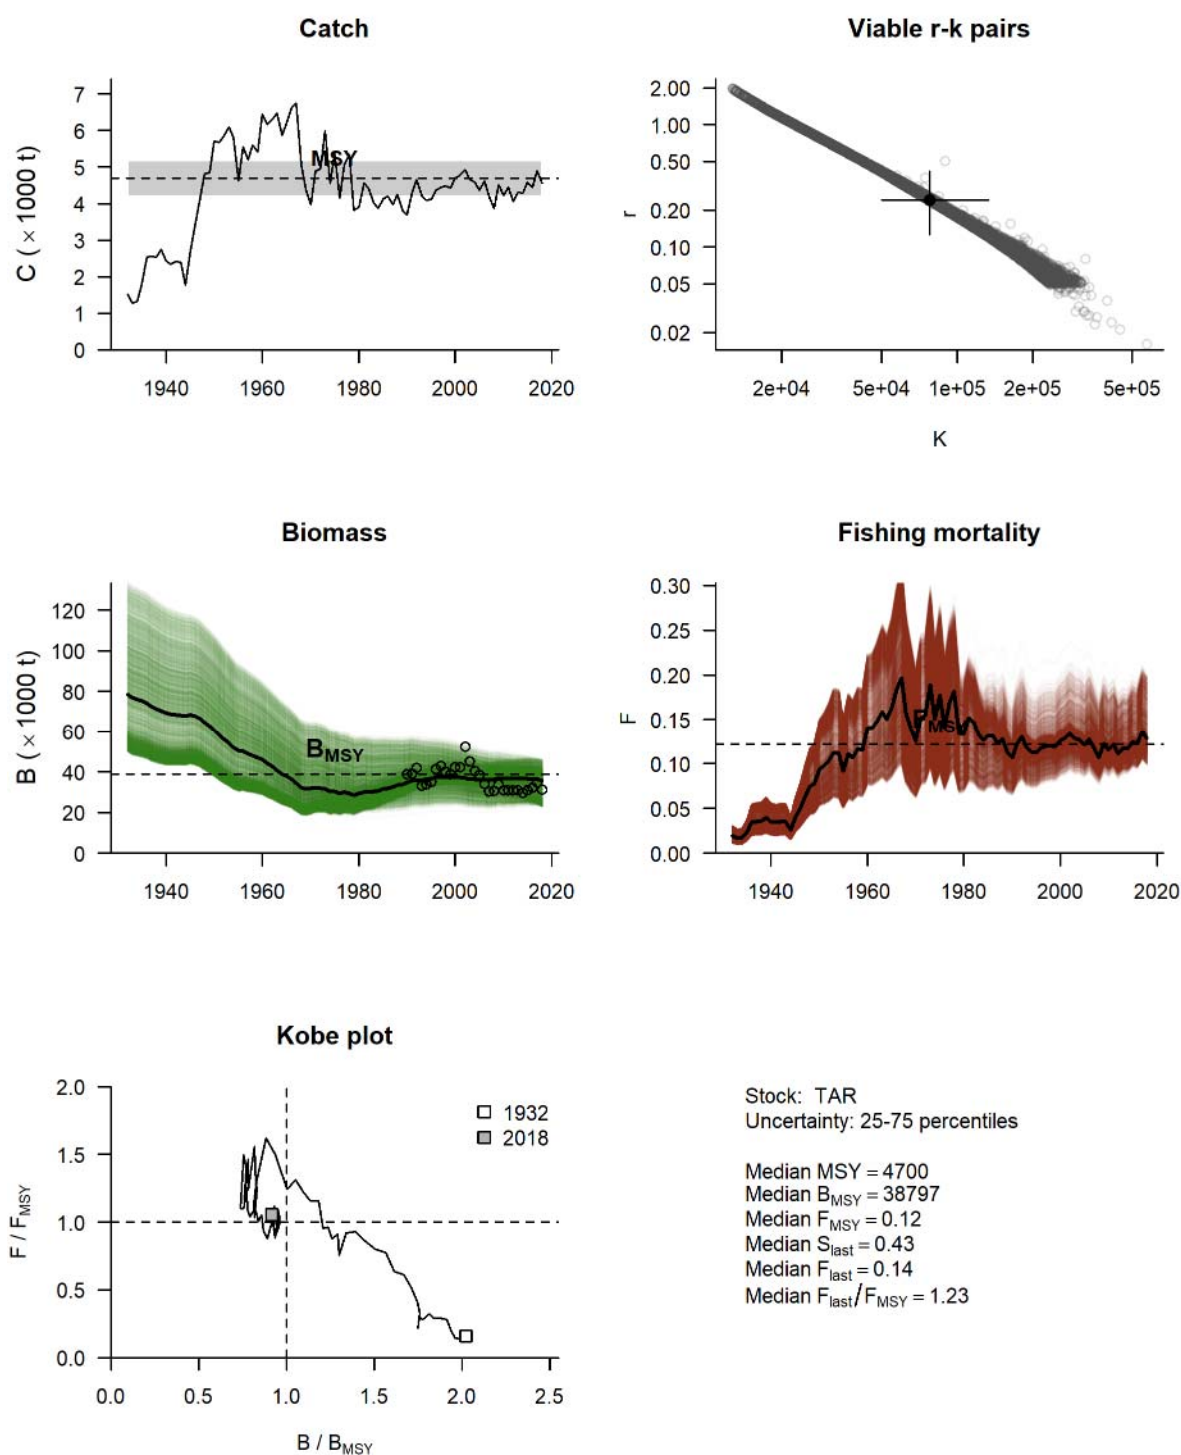 Catch
C ( × 1000 t)
7
6
5
4
3
2
1
0
MSY
1940 1960 1980 2000 2020
Viable r-k pairs
r
2.00
1.00
0.50
0.20
0.10
0.05
0.02
2e+04 5e+04 1e+05 2e+05 5e+05
K
Biomass
B ( × 1000 t)
120
100
80
60
40
20
0
BMSY
1940 1960 1980 2000 2020
Fishing mortality
F
0.30
0.25
0.20
0.15
0.10
0.05
0.00
FMSY
1940 1960 1980 2000 2020
Kobe plot
F / FMSY
2.0
1.5
1.0
0.5
0.0
1932
2018
0.0 0.5 1.0 1.5 2.0 2.5
B / BMSY
Stock: TAR
Uncertainty: 25-75 percentiles
Median MSY = 4700
Median BMSY = 38797
Median FMSY = 0.12
Median Slast = 0.43
Median Flast = 0.14
Median Flast/FMSY = 1.23